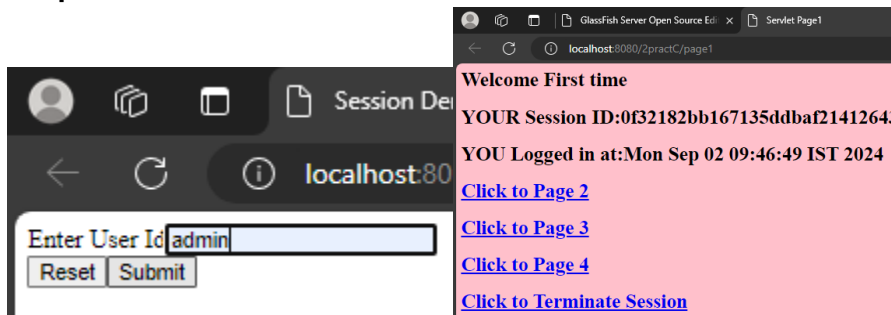 Session De
localhost:80
Enter User Id admin
Reset Submit
GlassFish Server Open Source Edi
Servlet Page1
localhost:8080/2practC/page1
Welcome First time
YOUR Session ID:0f32182bb167135ddbaf2141264
YOU Logged in at:Mon Sep 02 09:46:49 IST 2024
Click to Page 2
Click to Page 3
Click to Page 4
Click to Terminate Session